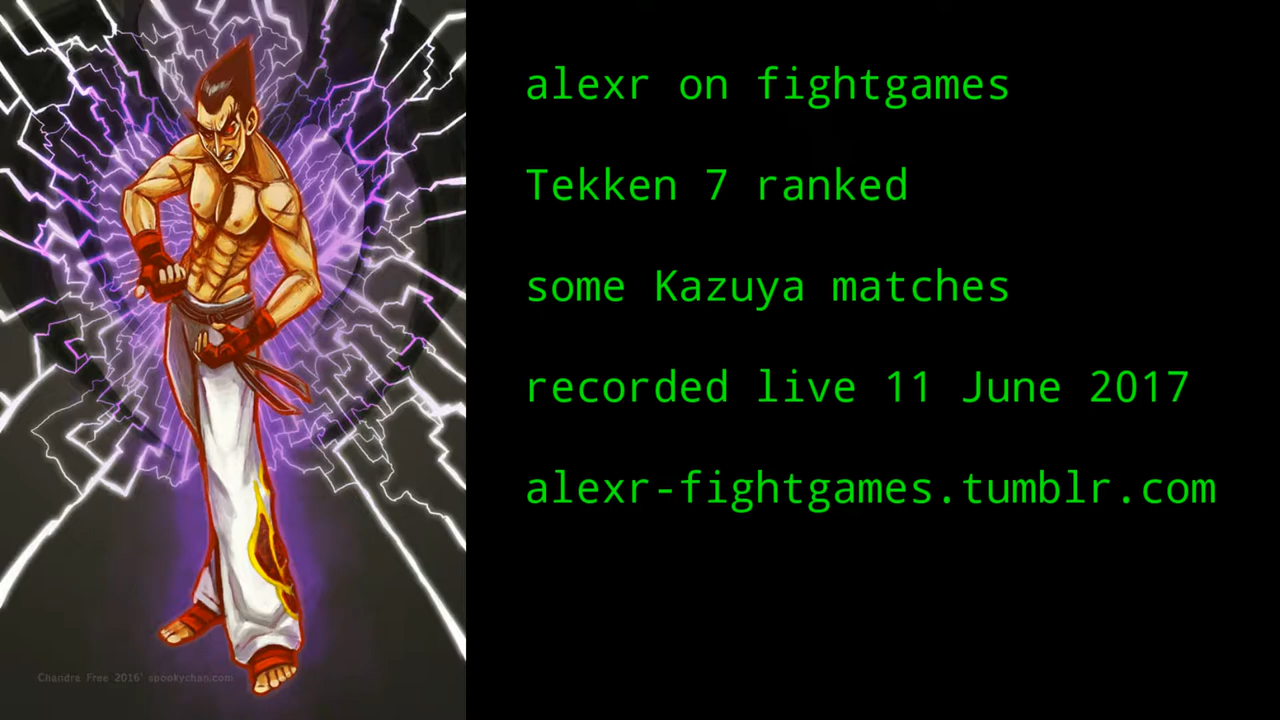 alexr on fightgames
Tekken 7 ranked
some Kazuya matches
recorded live 11 June 2017
alexr-fightgames.tumblr.com
Chandra Free 2016' spookychan.com